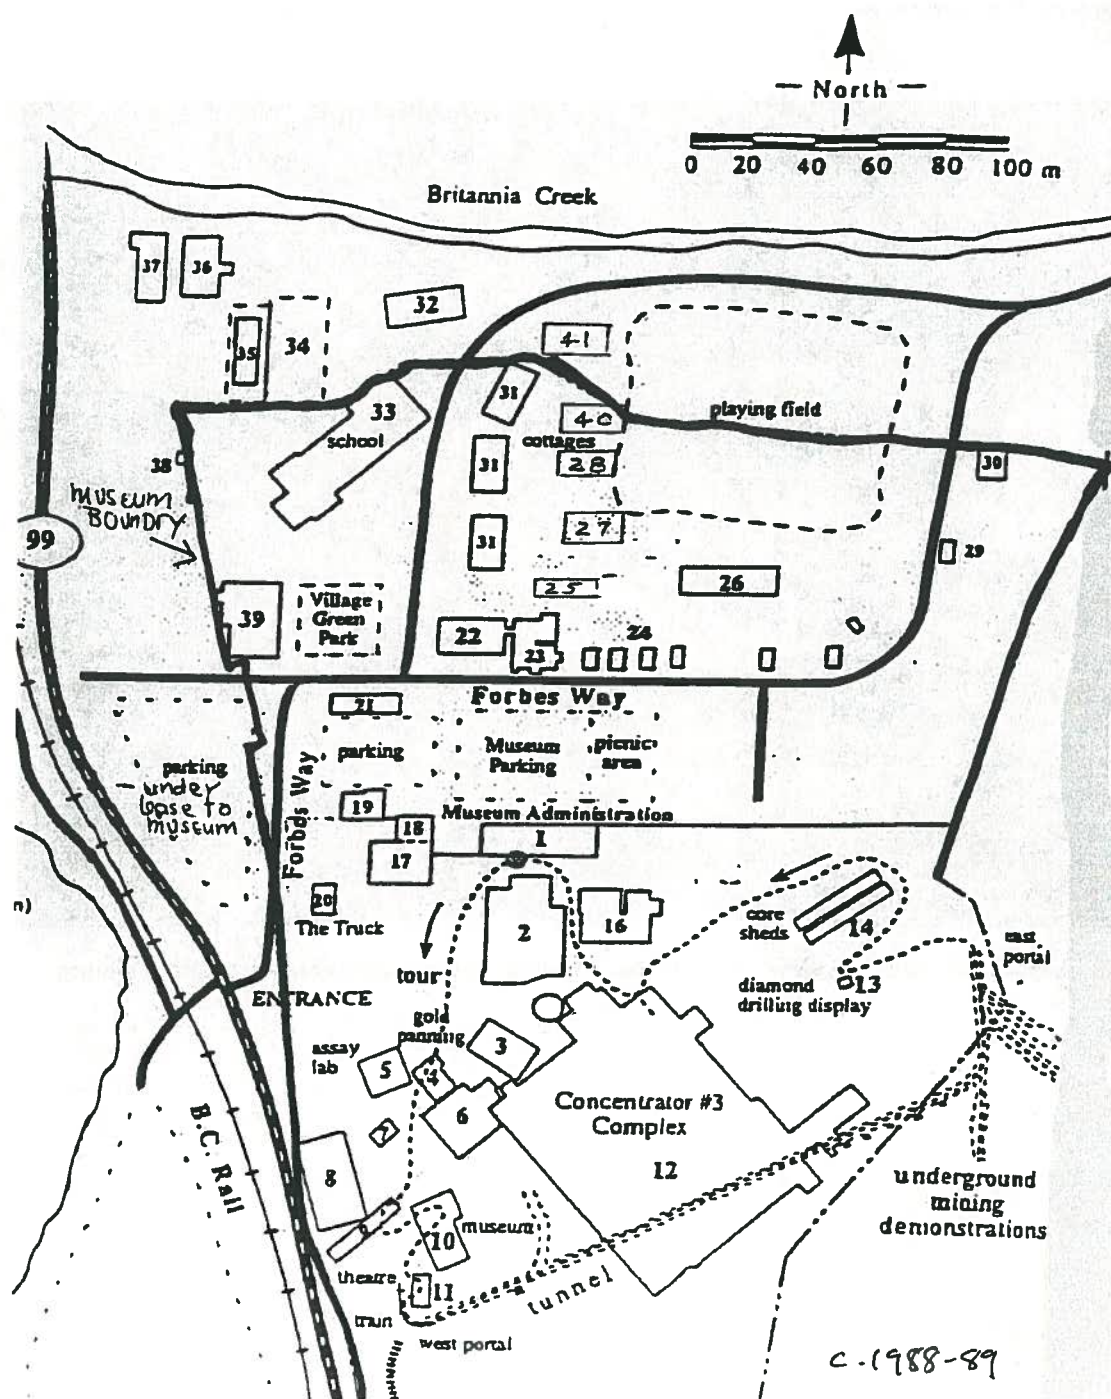 North
0 20 40 60 80 100 m
Britannia Creek
37
36
32
35
34
41
31
33
40
playing field
school
cottages
31
28
30
38
museum
BOUNDRY
99
27
31
29
25
26
Village
Green
Park
39
22
23
24
Forbes Way
21
parking
Museum
Parking
picnic
area
parking
under
lease to
museum
Forbes Way
19
Museum Administration
18
1
17
20
The Truck
2
16
core
sheds
14
n)
tour
east
portal
13
diamond
drilling display
ENTRANCE
gold
panning
3
assay
lab
5
4
6
Concentrator #3
Complex
12
7
B.C. Rail
8
underground
mining
demonstrations
9
10
museum
theatre
11
train
tunnel
west portal
c. 1988-89